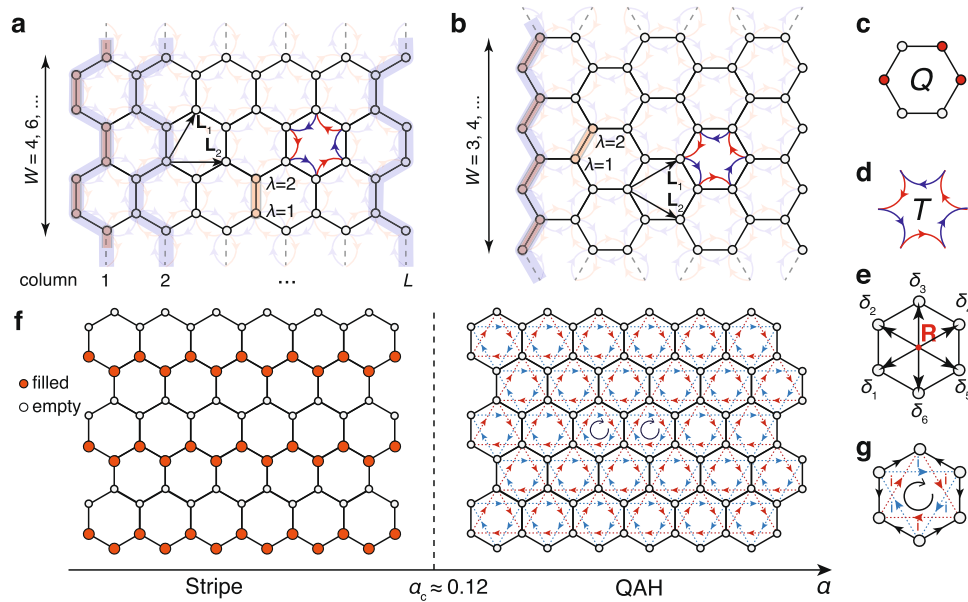 a
W = 4, 6, ...
L₁
L₂
λ=2
λ=1
column 1 2 ... L
b
W = 3, 4, ...
λ=2
λ=1
L₁
L₂
c
Q
d
T
e
δ₃
δ₂
R
δ₁
δ₅
δ₆
f
filled
empty
g
i i
i i
Stripe
α_c ≈ 0.12
QAH
α